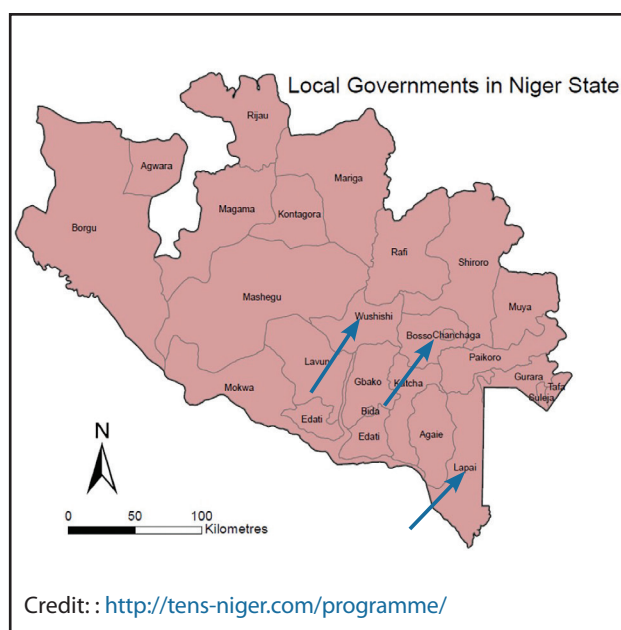 Local Governments in Niger State
Rijau
Agwara
Mariga
Magama
Kontagora
Borgu
Rafi
Shiroro
Mashegu
Muya
Wushishi
Bosso Chanchaga
Lavun
Paikoro
Gbako
Katcha
Gurara
Tafa
Mokwa
Suleja
Bida
Edati
Edati
Agaie
Lapai
N
0 50 100
Kilometres
Credit: : http://tens-niger.com/programme/